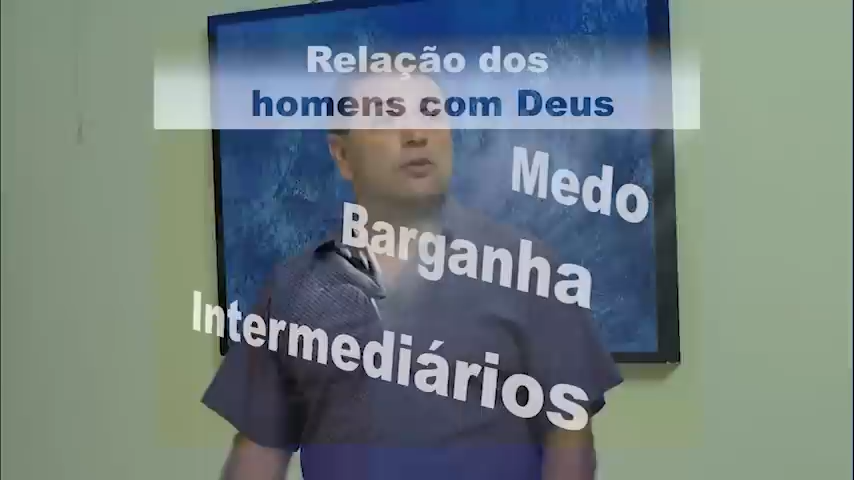 Relação dos
homens com Deus
Medo
Barganha
Intermediários